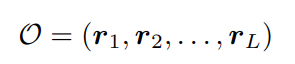 𝒪 = (𝒓₁, 𝒓₂, . . . , 𝒓_L)